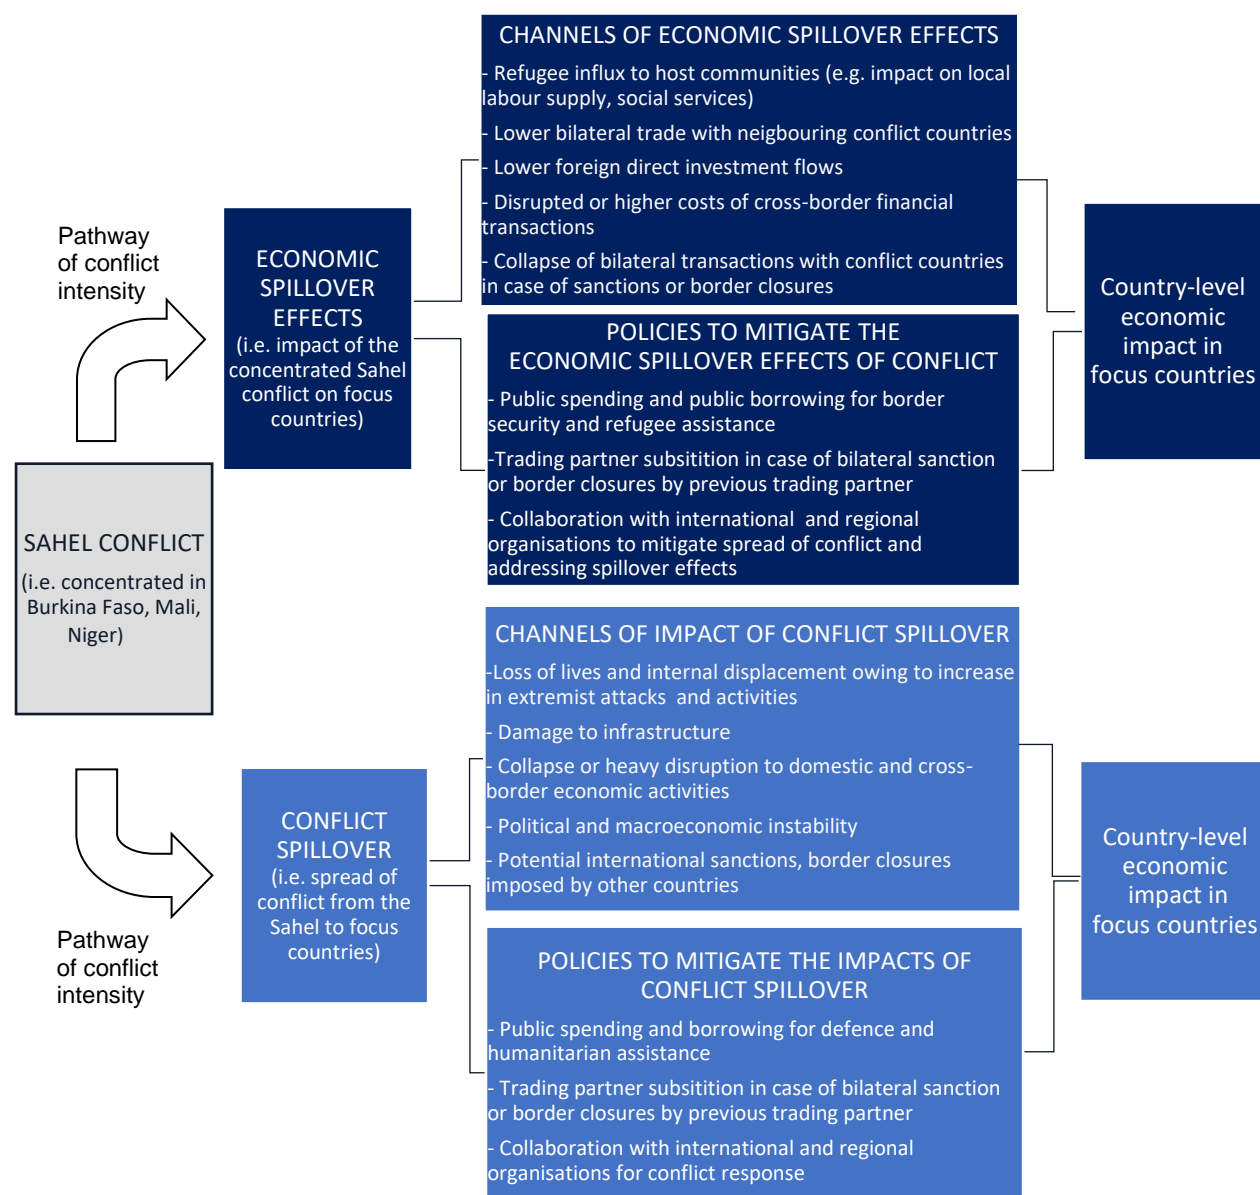 CHANNELS OF ECONOMIC SPILLOVER EFFECTS
- Refugee influx to host communities (e.g. impact on local
labour supply, social services)
- Lower bilateral trade with neigbouring conflict countries
- Lower foreign direct investment flows
- Disrupted or higher costs of cross-border financial
transactions
- Collapse of bilateral transactions with conflict countries
in case of sanctions or border closures
Pathway
of conflict
intensity
ECONOMIC
SPILLOVER
EFFECTS
(i.e. impact of the
concentrated Sahel
conflict on focus
countries)
Country-level
economic
impact in
focus countries
POLICIES TO MITIGATE THE
ECONOMIC SPILLOVER EFFECTS OF CONFLICT
- Public spending and public borrowing for border
security and refugee assistance
-Trading partner subsitition in case of bilateral sanction
or border closures by previous trading partner
- Collaboration with international and regional
organisations to mitigate spread of conflict and
addressing spillover effects
SAHEL CONFLICT
(i.e. concentrated in
Burkina Faso, Mali,
Niger)
CHANNELS OF IMPACT OF CONFLICT SPILLOVER
-Loss of lives and internal displacement owing to increase
in extremist attacks and activities
- Damage to infrastructure
- Collapse or heavy disruption to domestic and cross-
border economic activities
- Political and macroeconomic instability
- Potential international sanctions, border closures
imposed by other countries
CONFLICT
SPILLOVER
(i.e. spread of
conflict from the
Sahel to focus
countries)
Country-level
economic
impact in
focus countries
Pathway
of conflict
intensity
POLICIES TO MITIGATE THE IMPACTS OF
CONFLICT SPILLOVER
- Public spending and borrowing for defence and
humanitarian assistance
- Trading partner subsitition in case of bilateral sanction
or border closures by previous trading partner
- Collaboration with international and regional
organisations for conflict response